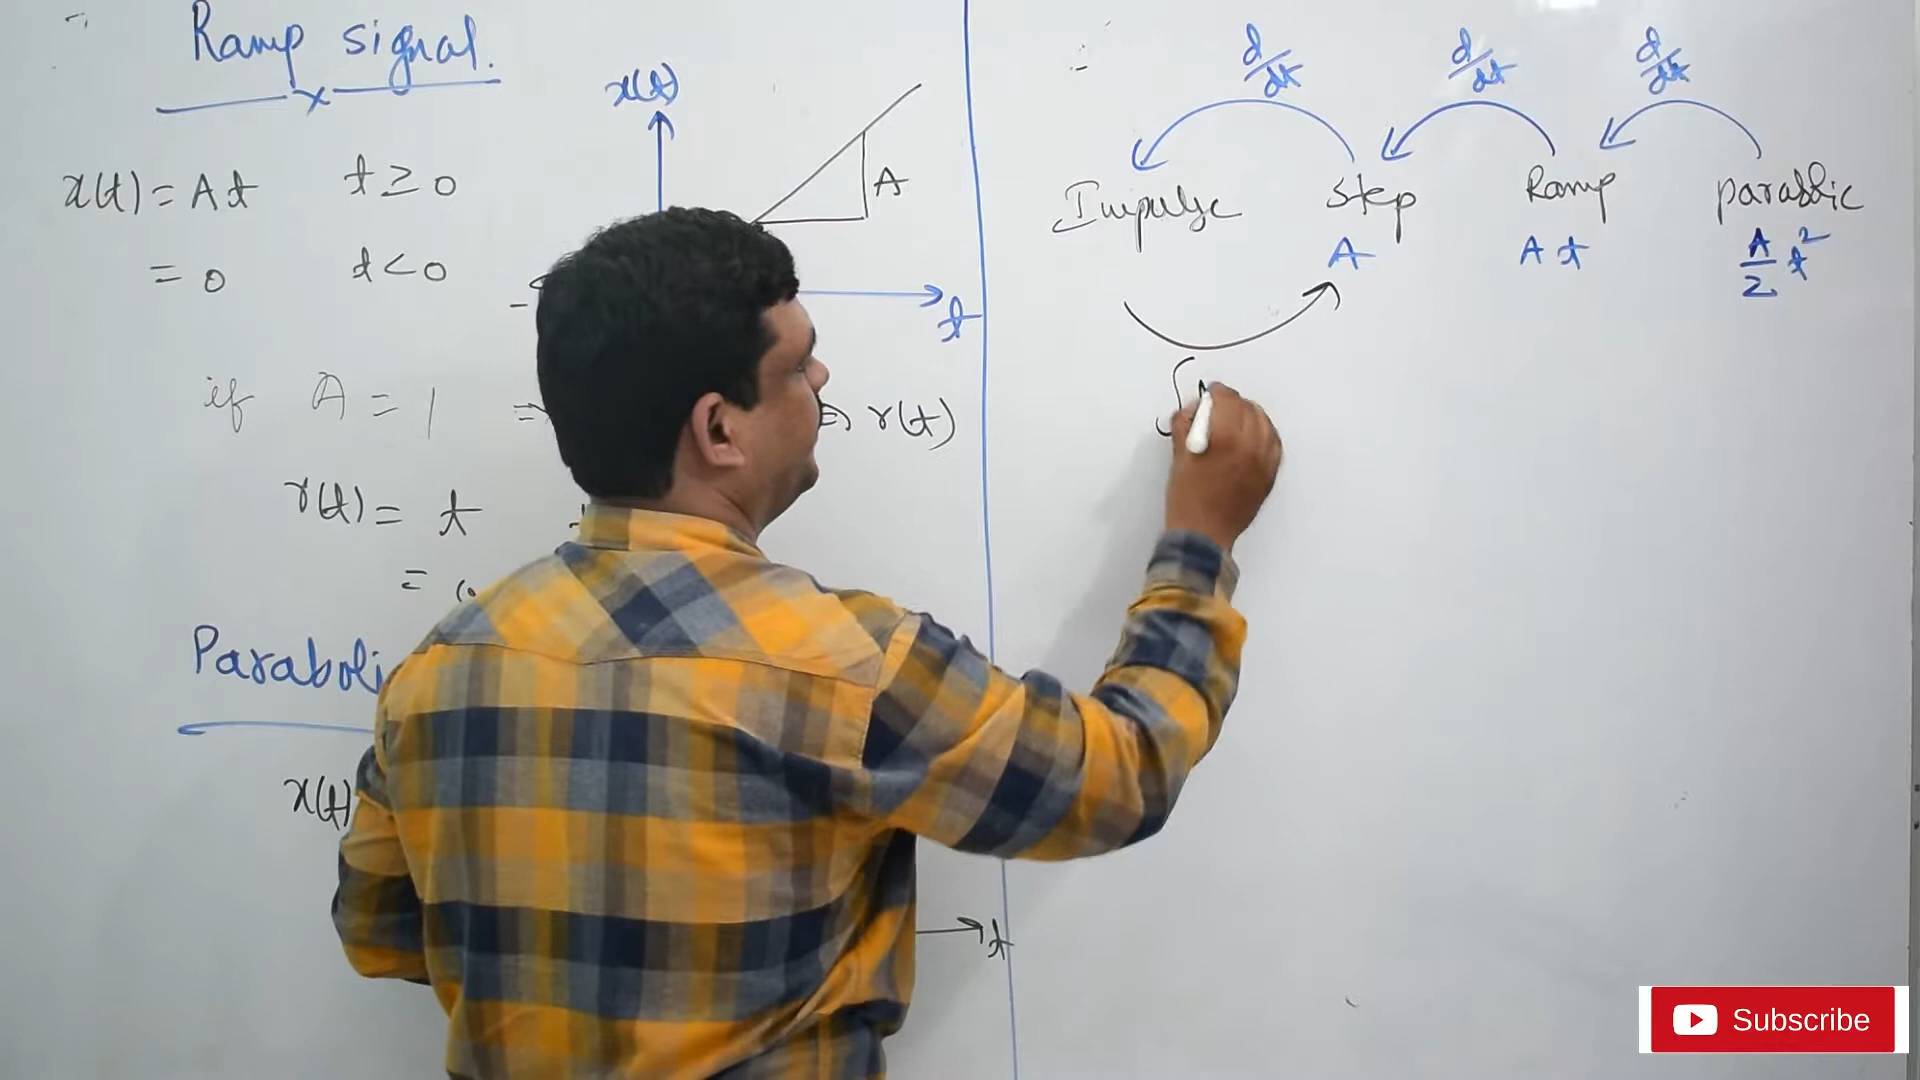 Ramp signal.
x(t) = At t ≥ 0
= 0 t < 0
x(t)
A
t
if A = 1 ⇒ r(t)
r(t) = t
=
Paraboli
x(t)
t
d/dt d/dt d/dt
Impulse step Ramp parabolic
A At A/2 t²
∫
Subscribe